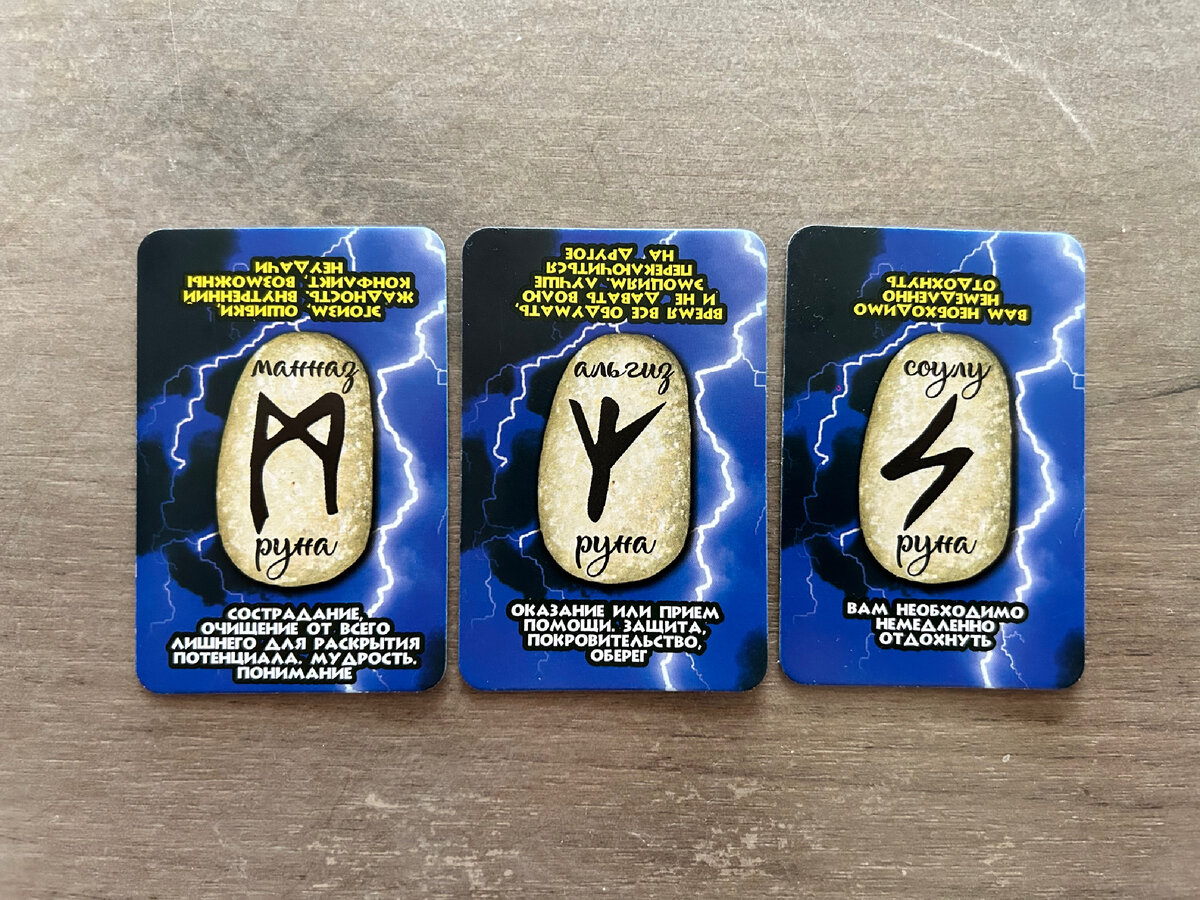 ЭГОИЗМ, ОШИБКИ,
ЖАДНОСТЬ, ВНУТРЕННИЙ
КОНФЛИКТ, ВОЗМОЖНЫ
НЕУДАЧИ
манназ
руна
СОСТРАДАНИЕ,
ОЧИЩЕНИЕ ОТ ВСЕГО
ЛИШНЕГО ДЛЯ РАСКРЫТИЯ
ПОТЕНЦИАЛА. МУДРОСТЬ.
ПОНИМАНИЕ
ВРЕМЯ ВСЕ ОБДУМАТЬ,
И НЕ ДАВАТЬ ВОЛЮ
ЭМОЦИЯМ. ЛУЧШЕ
ПЕРЕКЛЮЧИТЬСЯ
НА ДРУГОЕ
альгиз
руна
ОКАЗАНИЕ ИЛИ ПРИЕМ
ПОМОЩИ. ЗАЩИТА,
ПОКРОВИТЕЛЬСТВО,
ОБЕРЕГ
ВАМ НЕОБХОДИМО
НЕМЕДЛЕННО
ОТДОХНУТЬ
соулу
руна
ВАМ НЕОБХОДИМО
НЕМЕДЛЕННО
ОТДОХНУТЬ